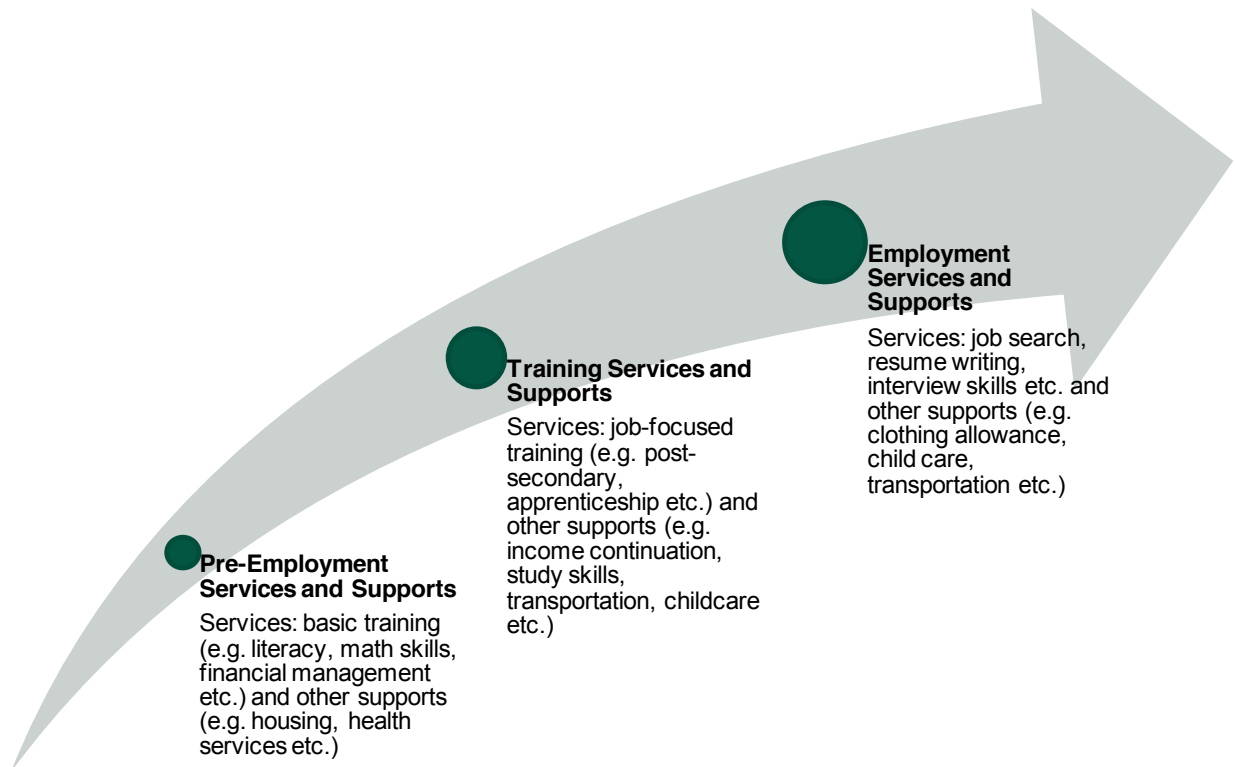 Pre-Employment
Services and Supports
Services: basic training
(e.g. literacy, math skills,
financial management
etc.) and other supports
(e.g. housing, health
services etc.)
Training Services and
Supports
Services: job-focused
training (e.g. post-
secondary,
apprenticeship etc.) and
other supports (e.g.
income continuation,
study skills,
transportation, childcare
etc.)
Employment
Services and
Supports
Services: job search,
resume writing,
interview skills etc. and
other supports (e.g.
clothing allowance,
child care,
transportation etc.)